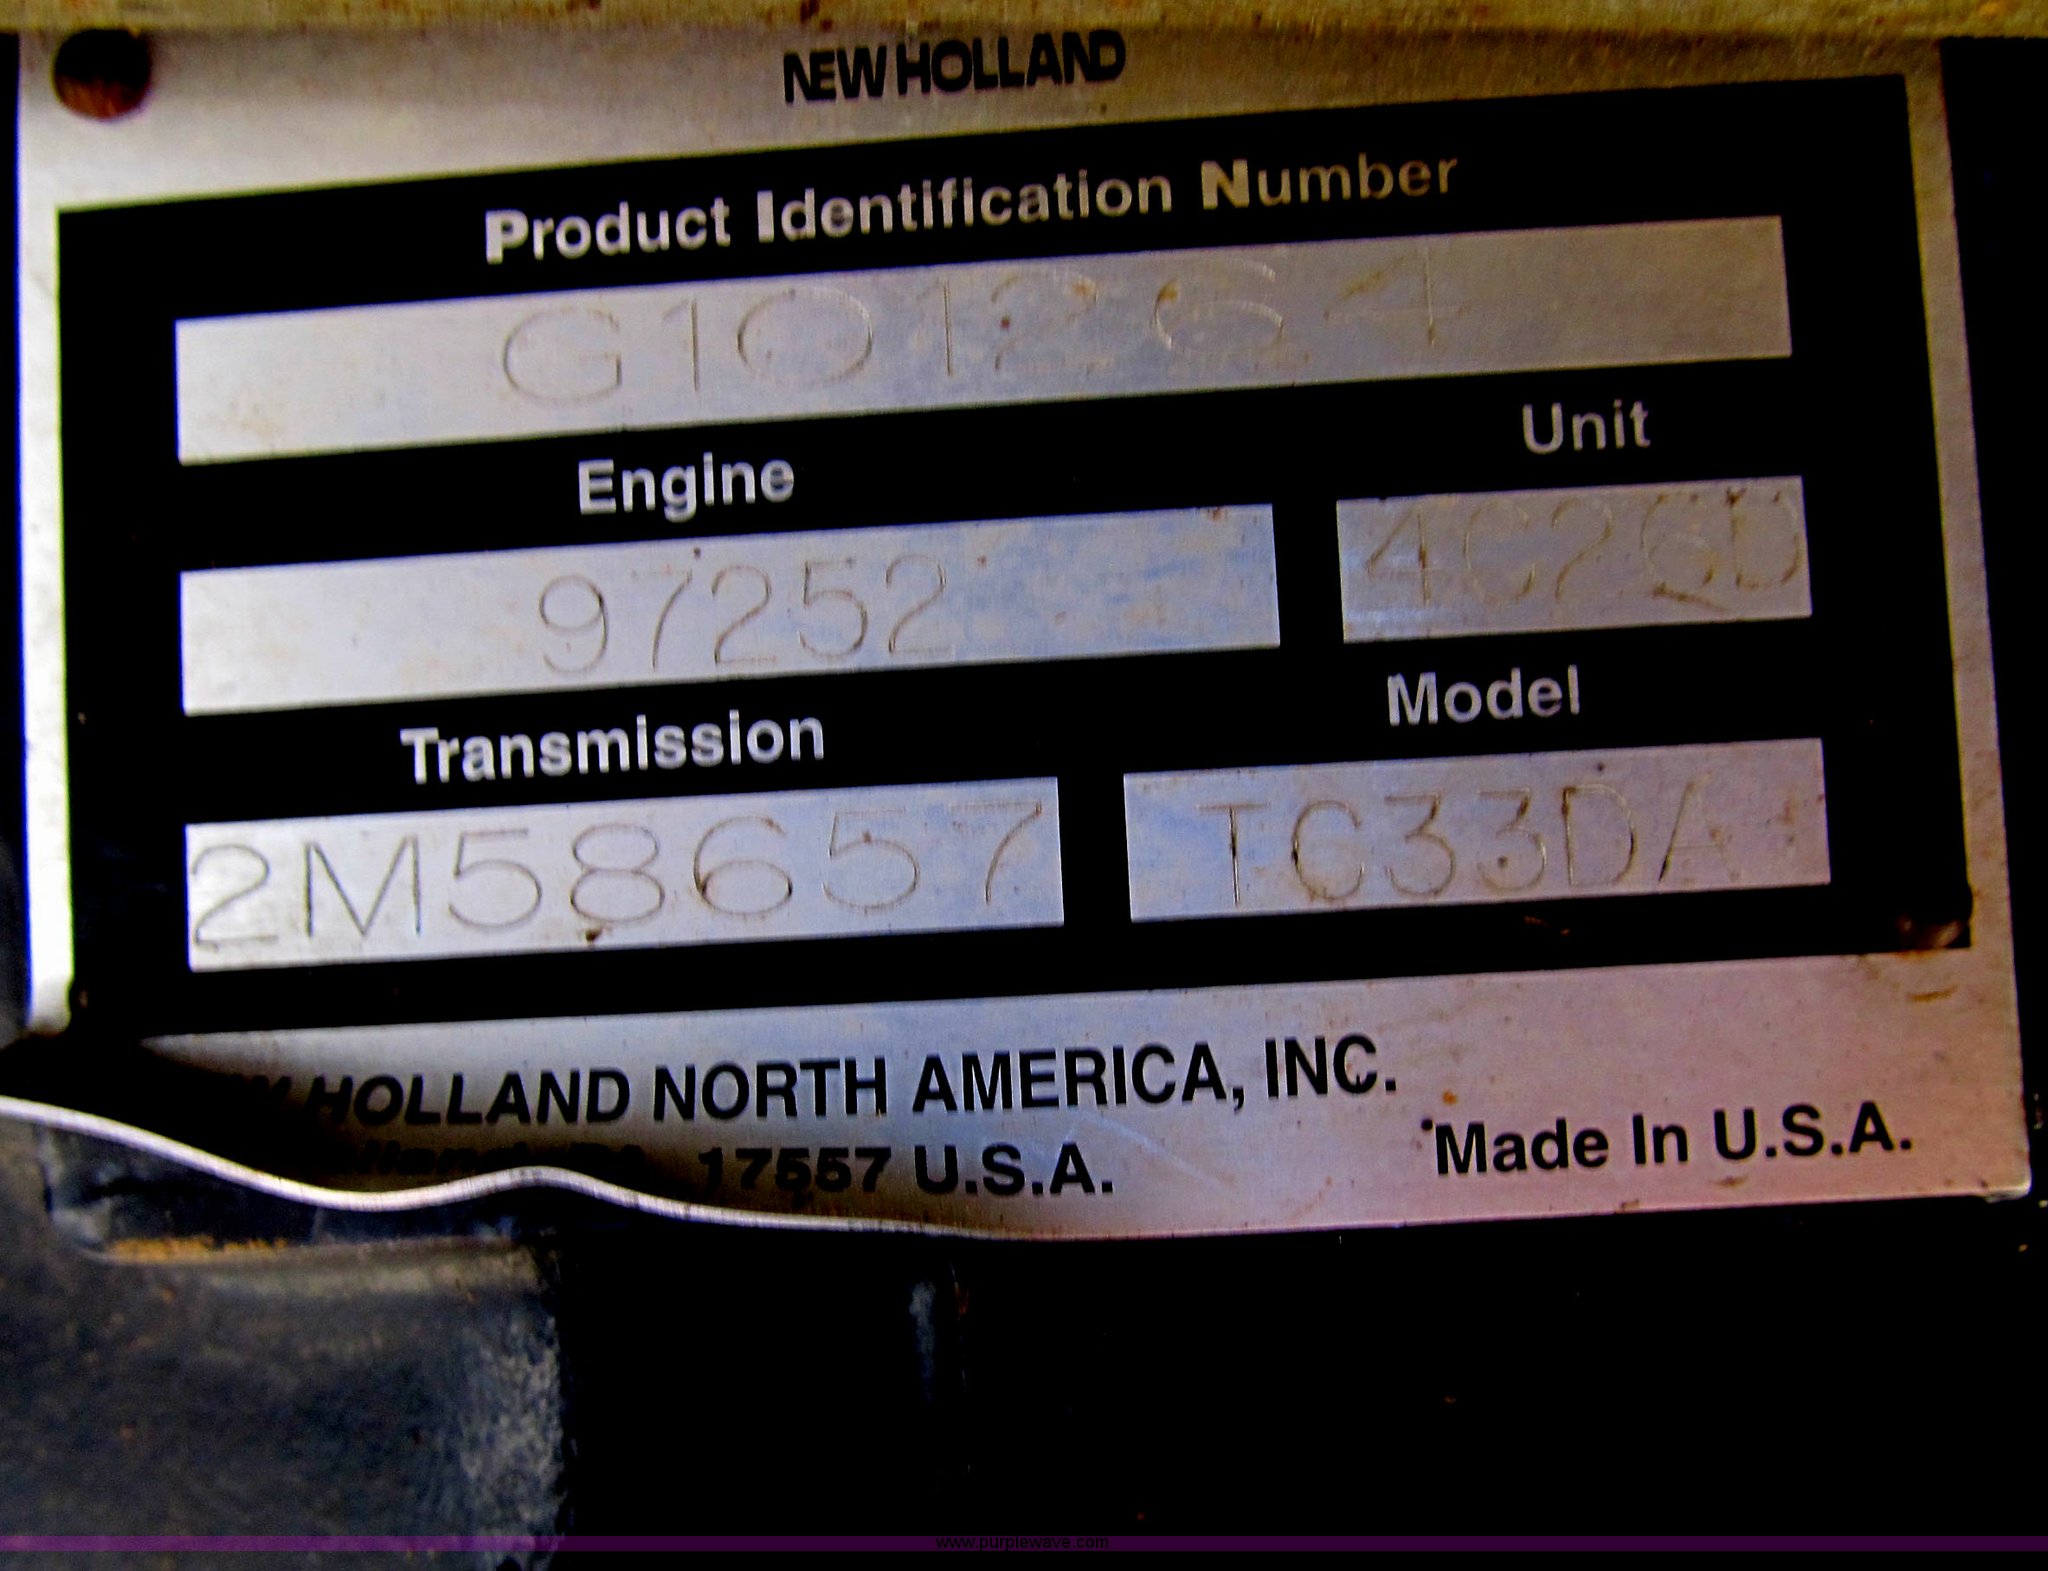 NEW HOLLAND
Product Identification Number
G101264
Engine Unit
97252 4C26D
Transmission Model
2M58657 TC33DA
HOLLAND NORTH AMERICA, INC.
17557 U.S.A. Made In U.S.A.
www.purplewave.com